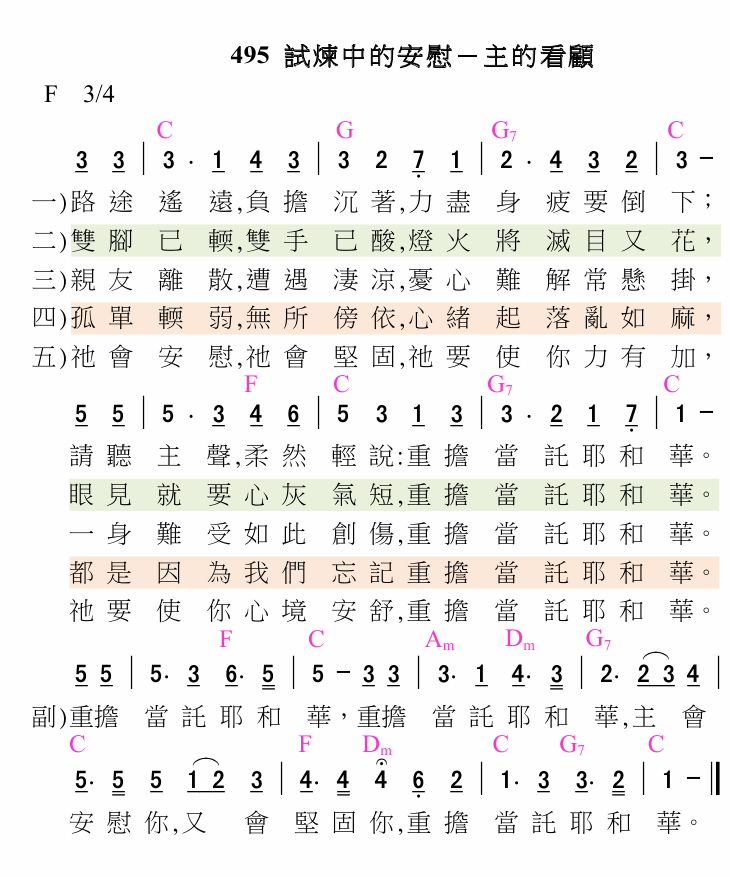 495 試煉中的安慰－主的看顧
F 3/4
C G G7 C
3 3 | 3 · 1 4 3 | 3 2 7 1 | 2 · 4 3 2 | 3 －
一)路途遙遠,負擔沉著,力盡身疲要倒下；
二)雙腳已輭,雙手已酸,燈火將滅目又花，
三)親友離散,遭遇淒涼,憂心難解常懸掛，
四)孤單輭弱,無所傍依,心緒起落亂如麻，
五)祂會安慰,祂會堅固,祂要使你力有加，
F C G7 C
5 5 | 5 · 3 4 6 | 5 3 1 3 | 3 · 2 1 7 | 1 －
請聽主聲,柔然輕說:重擔當託耶和華。
眼見就要心灰氣短,重擔當託耶和華。
一身難受如此創傷,重擔當託耶和華。
都是因為我們忘記重擔當託耶和華。
祂要使你心境安舒,重擔當託耶和華。
F C Am Dm G7
5 5 | 5· 3 6· 5 | 5 － 3 3 | 3· 1 4· 3 | 2· 2 3 4 |
副)重擔當託耶和華，重擔當託耶和華,主會
C F Dm C G7 C
5· 5 5 1 2 3 | 4· 4 4 6 2 | 1· 3 3· 2 | 1 － ‖
安慰你,又會堅固你,重擔當託耶和華。